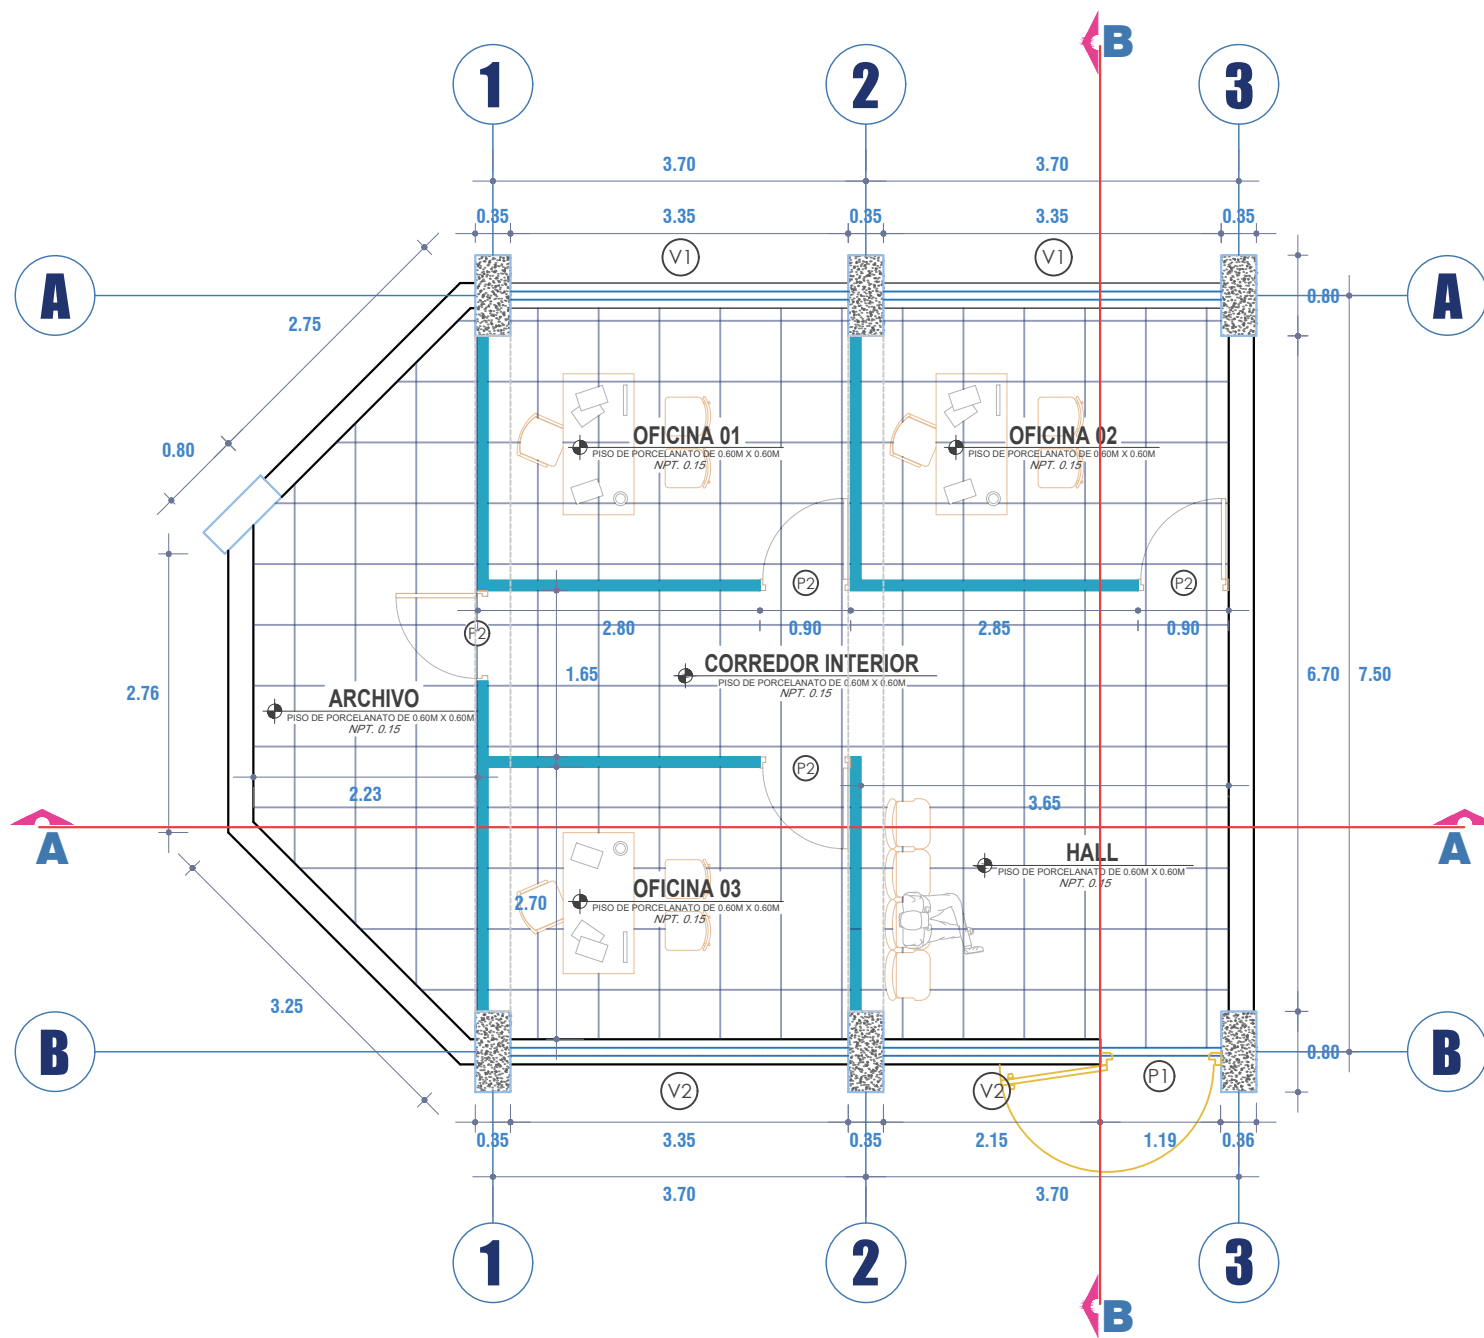 B
1
2
3
3.70
3.70
0.35
3.35
0.35
3.35
0.35
V1
V1
A
A
0.80
2.75
0.80
OFICINA 01
PISO DE PORCELANATO DE 0.60M X 0.60M
NPT. 0.15
OFICINA 02
PISO DE PORCELANATO DE 0.60M X 0.60M
NPT. 0.15
P2
P2
P2
2.80
0.90
2.85
0.90
CORREDOR INTERIOR
PISO DE PORCELANATO DE 0.60M X 0.60M
NPT. 0.15
1.65
6.70
7.50
2.76
ARCHIVO
PISO DE PORCELANATO DE 0.60M X 0.60M
NPT. 0.15
P2
2.23
3.65
A
A
HALL
PISO DE PORCELANATO DE 0.60M X 0.60M
NPT. 0.15
OFICINA 03
PISO DE PORCELANATO DE 0.60M X 0.60M
NPT. 0.15
2.70
3.25
B
B
0.80
V2
V2
P1
0.35
3.35
0.35
2.15
1.19
0.36
3.70
3.70
1
2
3
B